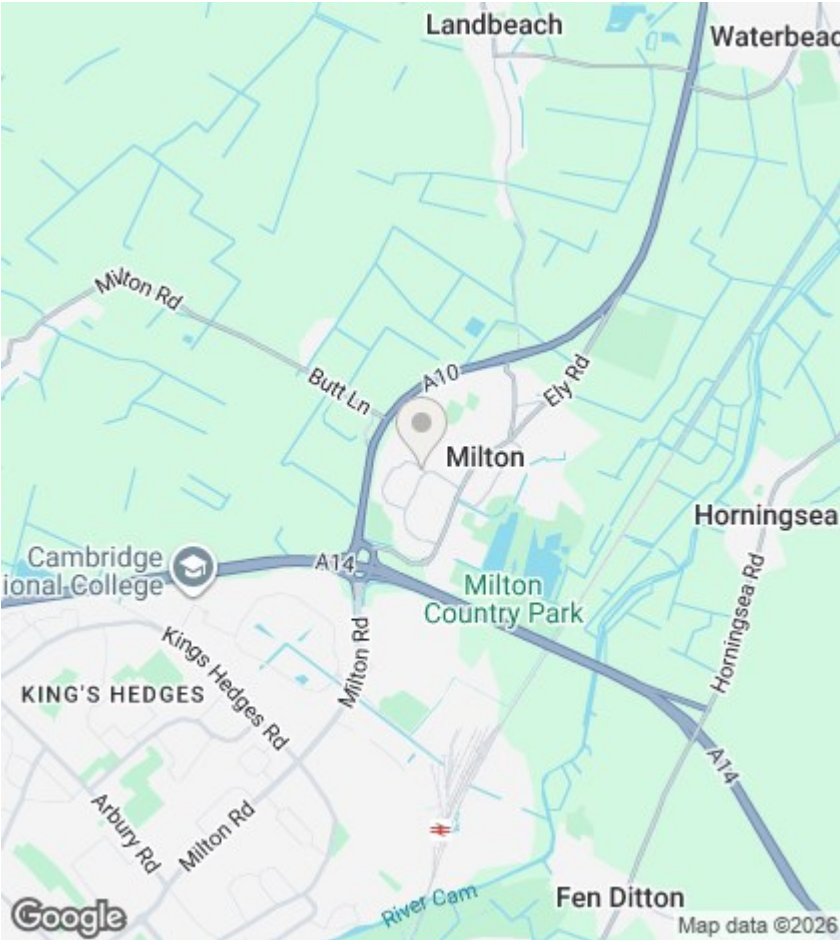 Landbeach
Waterbeac
Milton Rd
Butt Ln
A10
Ely Rd
Milton
Horningsea
Cambridge
ional College
A14
Milton
Country Park
Horningsea Rd
Kings Hedges Rd
Milton Rd
KING'S HEDGES
A14
Arbury Rd
Milton Rd
River Cam
Fen Ditton
Google
Map data ©2026